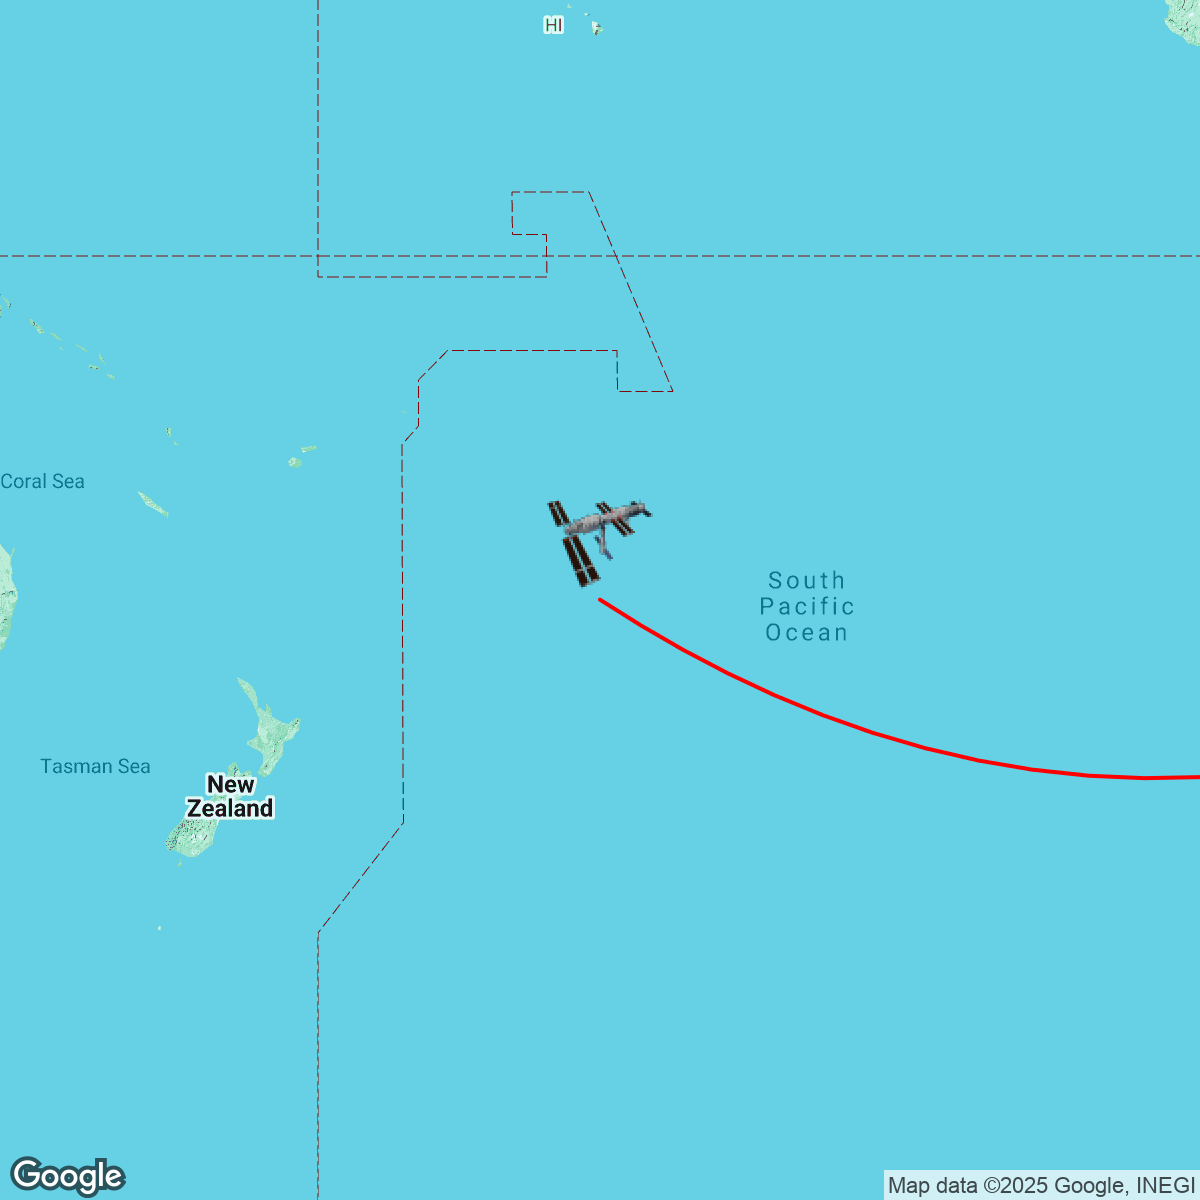 HI
Coral Sea
South
Pacific
Ocean
Tasman Sea
New
Zealand
Google
Map data ©2025 Google, INEGI